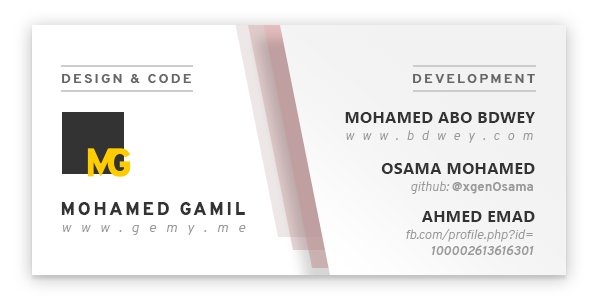 DESIGN & CODE
MG
MOHAMED GAMIL
www.gemy.me
DEVELOPMENT
MOHAMED ABO BDWEY
www.bdwey.com
OSAMA MOHAMED
github: @xgenOsama
AHMED EMAD
fb.com/profile.php?id=
100002613616301